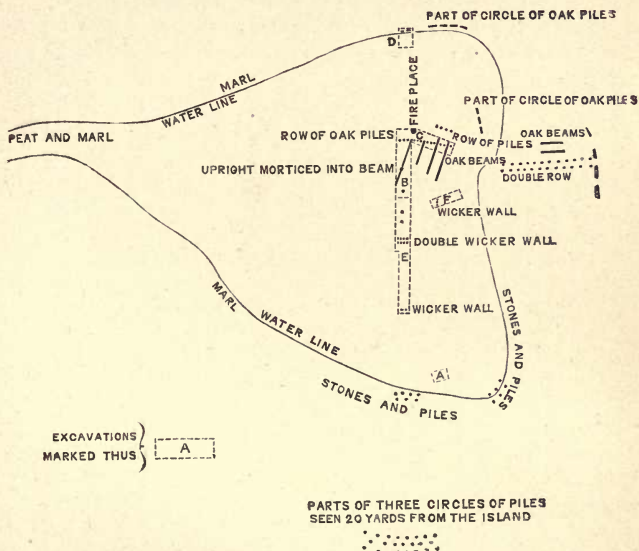 PART OF CIRCLE OF OAK PILES
D
MARL
WATER LINE
FIRE PLACE
PART OF CIRCLE OF OAK PILES
PEAT AND MARL
ROW OF OAK PILES
C
ROW OF PILES
OAK BEAMS
OAK BEAMS
UPRIGHT MORTICED INTO BEAM
DOUBLE ROW
B
F
WICKER WALL
DOUBLE WICKER WALL
E
WICKER WALL
STONES AND PILES
MARL
WATER LINE
A
STONES AND PILES
EXCAVATIONS
MARKED THUS
A
PARTS OF THREE CIRCLES OF PILES
SEEN 20 YARDS FROM THE ISLAND